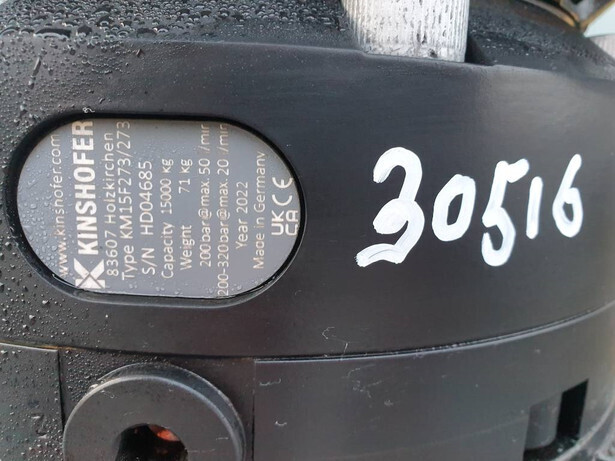 www.kinshofer.com
KINSHOFER
83607 Holzkirchen
Type KM15F273/273
S/N HD04685
Capacity 15000 kg
Weight 71 kg
200bar@max. 50 /min
200-320bar@max. 20 /min
Year 2022
Made in Germany
UK CA CE
30516